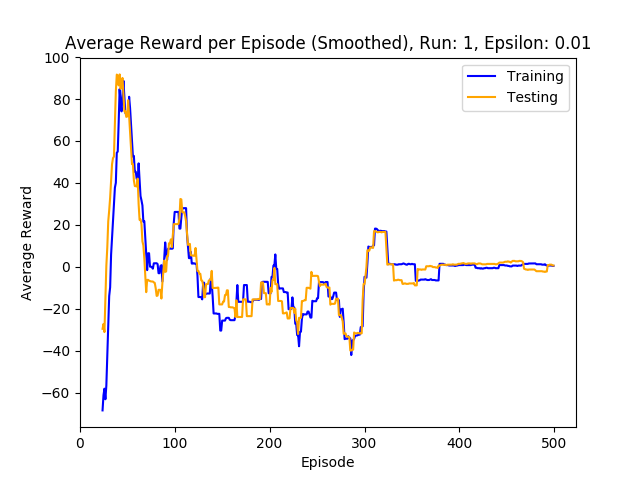 Average Reward per Episode (Smoothed), Run: 1, Epsilon: 0.01
Training
Testing
Average Reward
100
80
60
40
20
0
−20
−40
−60
0 100 200 300 400 500
Episode